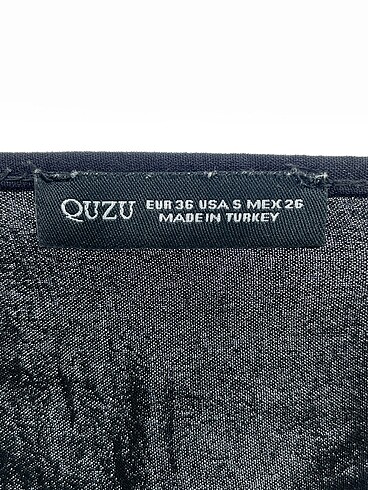 QUZU EUR 36 USA S MEX 26
MADE IN TURKEY